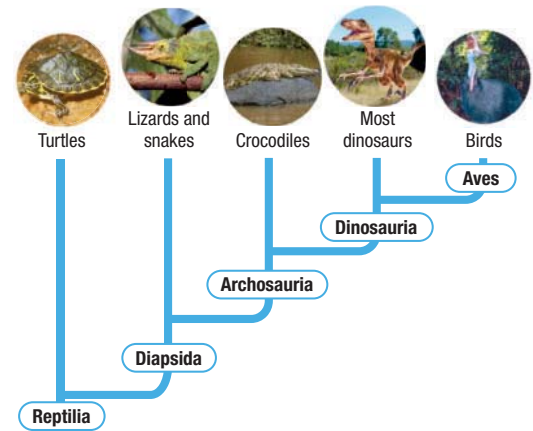 Turtles
Lizards and
snakes
Crocodiles
Most
dinosaurs
Birds
Aves
Dinosauria
Archosauria
Diapsida
Reptilia